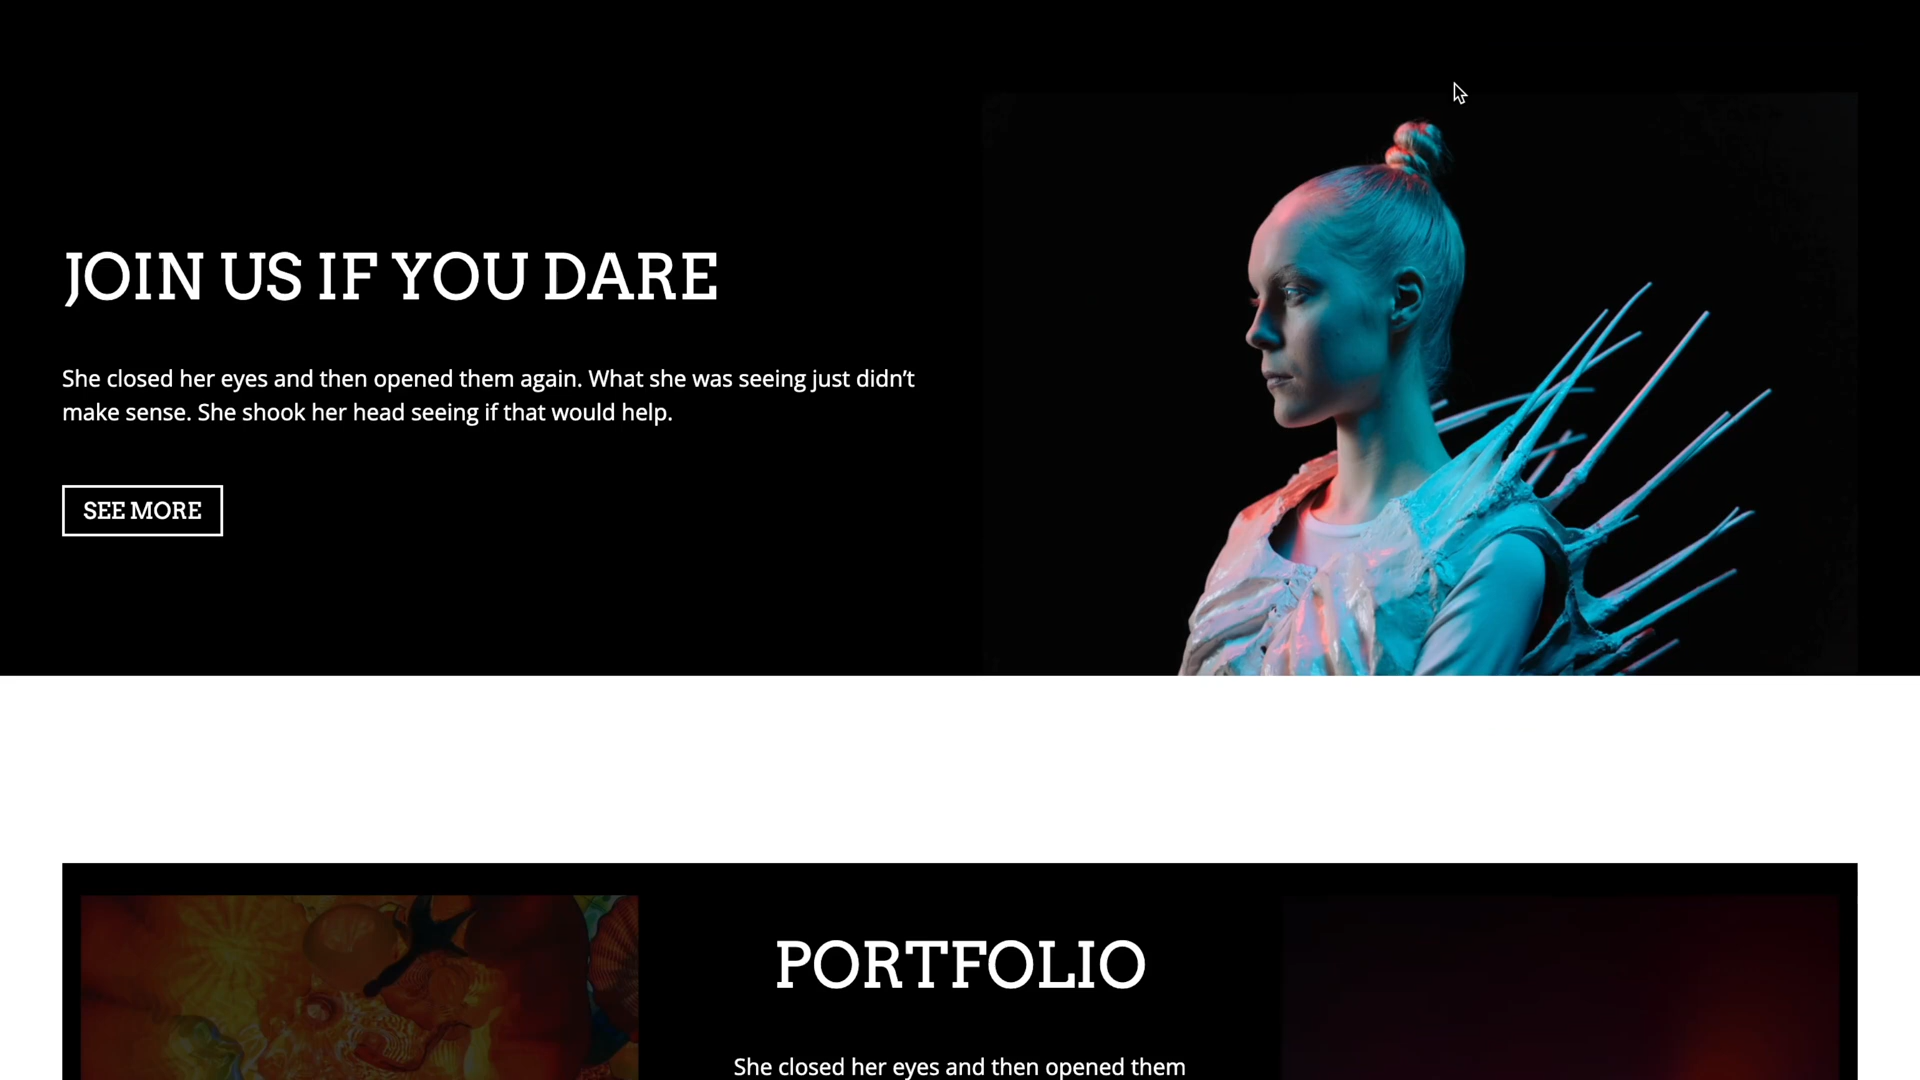 JOIN US IF YOU DARE
She closed her eyes and then opened them again. What she was seeing just didn’t
make sense. She shook her head seeing if that would help.
SEE MORE
PORTFOLIO
She closed her eyes and then opened them